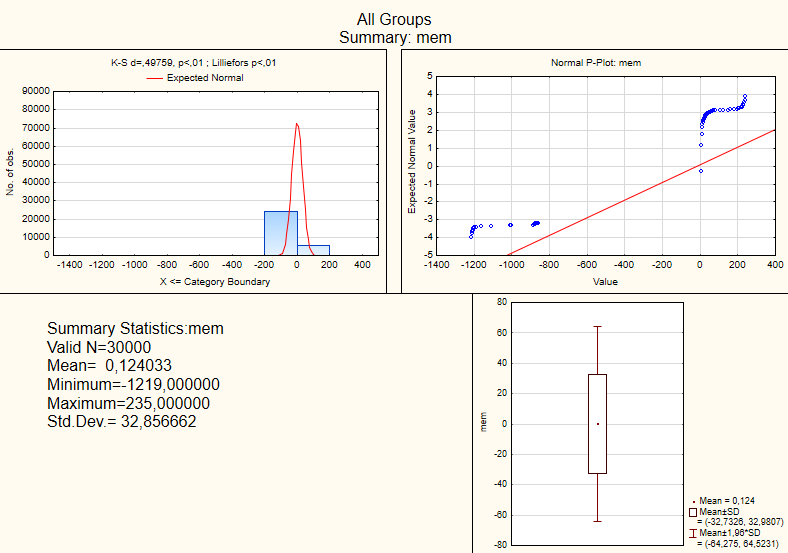 All Groups
Summary: mem
K-S d=,49759, p<,01 ; Lilliefors p<,01
Expected Normal
90000
80000
70000
60000
50000
40000
30000
20000
10000
0
No. of obs.
-1400 -1200 -1000 -800 -600 -400 -200 0 200 400
X <= Category Boundary
Normal P-Plot: mem
5
4
3
2
1
0
-1
-2
-3
-4
-5
Expected Normal Value
-1400 -1200 -1000 -800 -600 -400 -200 0 200 400
Value
Summary Statistics:mem
Valid N=30000
Mean= 0,124033
Minimum=-1219,000000
Maximum=235,000000
Std.Dev.= 32,856662
80
60
40
20
0
-20
-40
-60
-80
mem
Mean = 0,124
Mean±SD
= (-32,7326, 32,9807)
Mean±1,96*SD
= (-64,275, 64,5231)